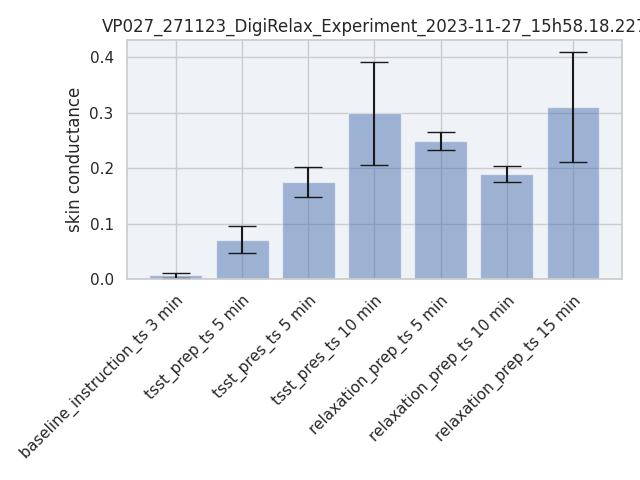 VP027_271123_DigiRelax_Experiment_2023-11-27_15h58.18.227
skin conductance
0.4
0.3
0.2
0.1
0.0
baseline_instruction_ts 3 min
tsst_prep_ts 5 min
tsst_pres_ts 5 min
tsst_pres_ts 10 min
relaxation_prep_ts 5 min
relaxation_prep_ts 10 min
relaxation_prep_ts 15 min